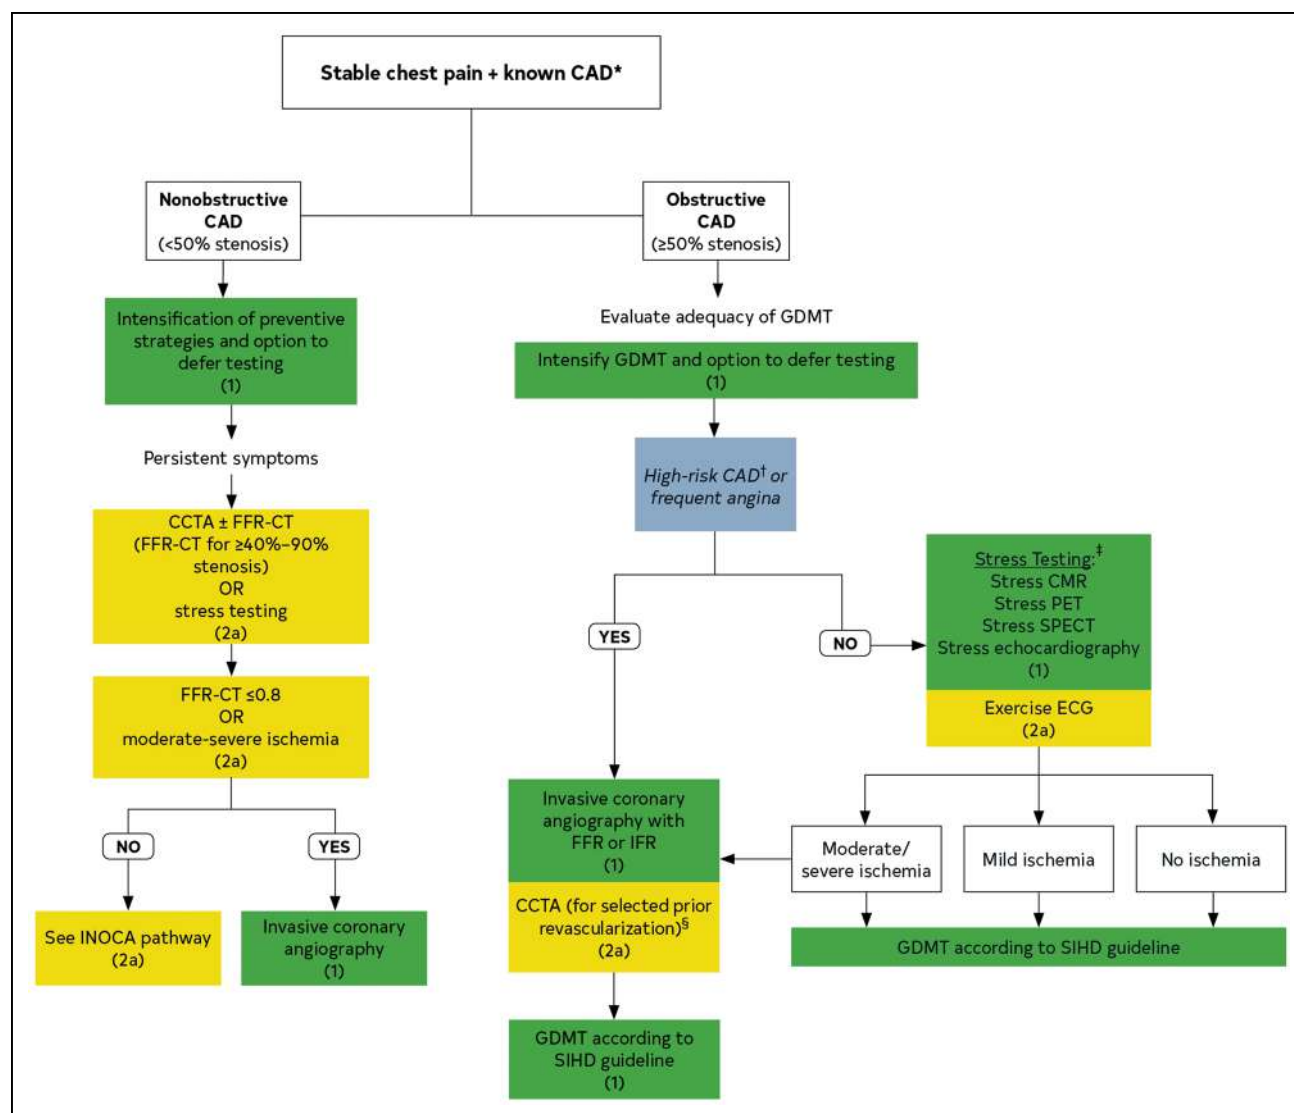 Stable chest pain + known CAD*
Nonobstructive
CAD
(<50% stenosis)
Intensification of preventive
strategies and option to
defer testing
(1)
Persistent symptoms
CCTA ± FFR-CT
(FFR-CT for ≥40%–90%
stenosis)
OR
stress testing
(2a)
FFR-CT ≤0.8
OR
moderate-severe ischemia
(2a)
NO
YES
See INOCA pathway
(2a)
Invasive coronary
angiography
(1)
Obstructive
CAD
(≥50% stenosis)
Evaluate adequacy of GDMT
Intensify GDMT and option to defer testing
(1)
High-risk CAD† or
frequent angina
YES
NO
Stress Testing:‡
Stress CMR
Stress PET
Stress SPECT
Stress echocardiography
(1)
Exercise ECG
(2a)
Invasive coronary
angiography with
FFR or IFR
(1)
CCTA (for selected prior
revascularization)§
(2a)
GDMT according to
SIHD guideline
(1)
Moderate/
severe ischemia
Mild ischemia
No ischemia
GDMT according to SIHD guideline